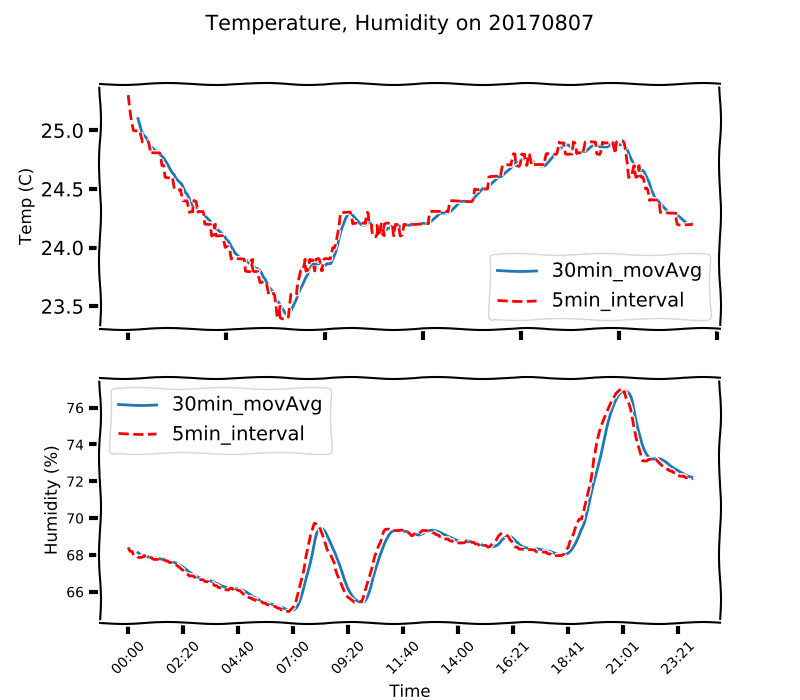 Temperature, Humidity on 20170807
25.0
24.5
24.0
23.5
Temp (C)
30min_movAvg
5min_interval
76
74
72
70
68
66
Humidity (%)
30min_movAvg
5min_interval
00:00
02:20
04:40
07:00
09:20
11:40
14:00
16:21
18:41
21:01
23:21
Time